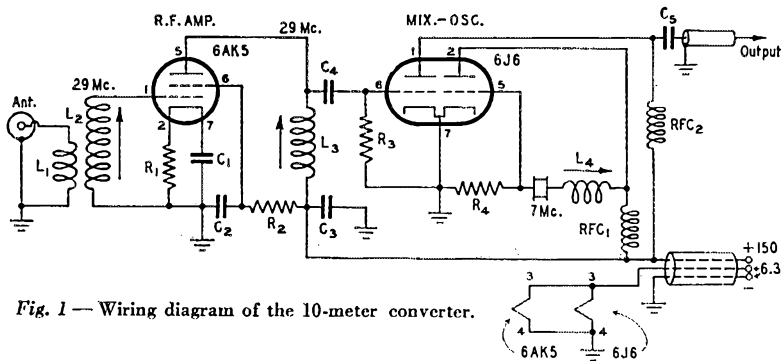 R.F. AMP.
MIX.-OSC.
29 Mc.
C5
6AK5
6J6
Output
5
1
2
C4
29 Mc.
Ant.
L2
1
6
6
5
2
7
7
L1
R1
C1
L3
R3
RFC2
L4
R4
7Mc.
C2
R2
C3
RFC1
+150
+6.3
-
3
3
4
4
6AK5
6J6
Fig. 1 — Wiring diagram of the 10-meter converter.